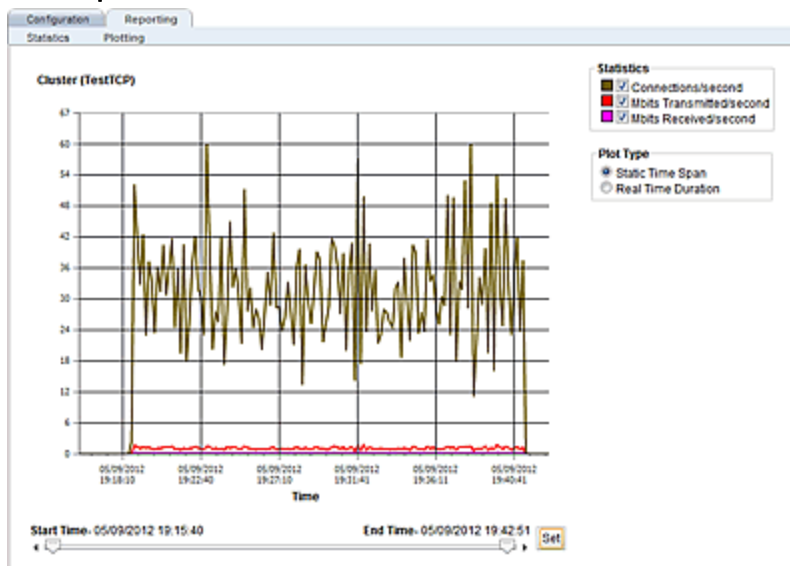 Configuration Reporting
Statistics Plotting
Cluster (TestTCP)
Statistics
Connections/second
Mbits Transmitted/second
Mbits Received/second
Plot Type
Static Time Span
Real Time Duration
67
60
54
48
42
36
30
24
18
12
6
0
05/09/2012 05/09/2012 05/09/2012 05/09/2012 05/09/2012 05/09/2012
19:18:10 19:22:40 19:27:10 19:31:41 19:36:11 19:40:41
Time
Start Time- 05/09/2012 19:15:40 End Time- 05/09/2012 19:42:51 Set